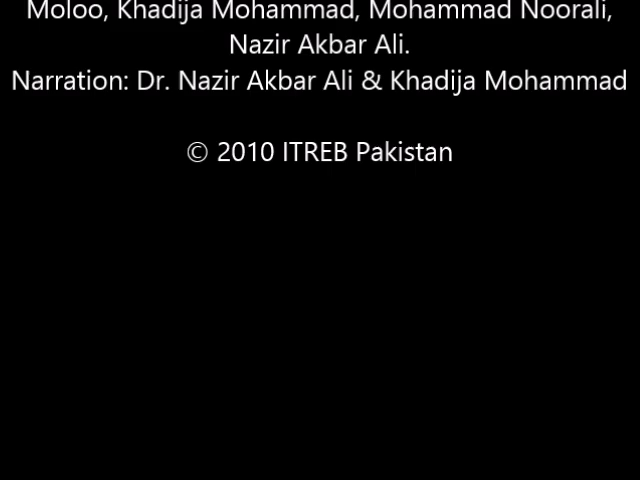 Moloo, Khadija Mohammad, Mohammad Noorali,
Nazir Akbar Ali.
Narration: Dr. Nazir Akbar Ali & Khadija Mohammad
© 2010 ITREB Pakistan